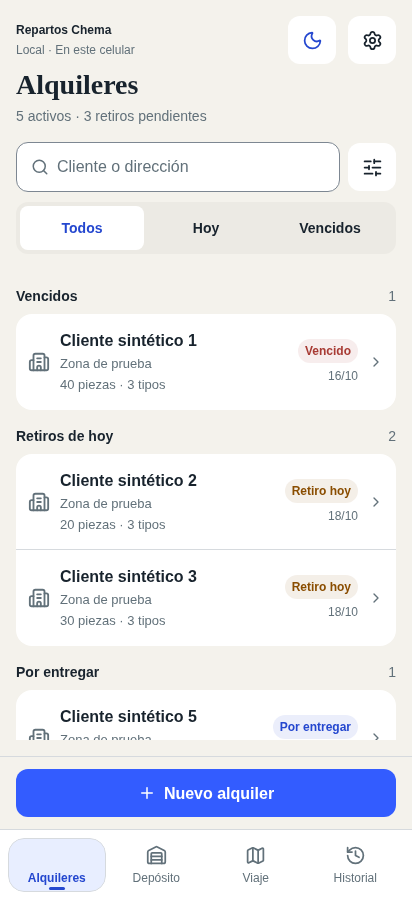 Repartos Chema
Local · En este celular
Alquileres
5 activos · 3 retiros pendientes
Cliente o dirección
Todos Hoy Vencidos
Vencidos 1
Cliente sintético 1
Zona de prueba
40 piezas · 3 tipos
Vencido
16/10
Retiros de hoy 2
Cliente sintético 2
Zona de prueba
20 piezas · 3 tipos
Retiro hoy
18/10
Cliente sintético 3
Zona de prueba
30 piezas · 3 tipos
Retiro hoy
18/10
Por entregar 1
Cliente sintético 5
Zona de prueba
Por entregar
Nuevo alquiler
Alquileres Depósito Viaje Historial